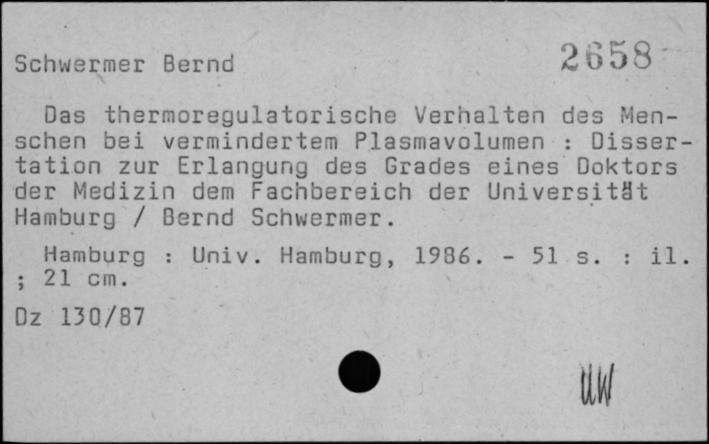 2658
Schwermer Bernd
Das thermoregulatorische Verhalten des Men-
schen bei vermindertem Plasmavolumen : Disser-
tation zur Erlangung des Grades eines Doktors
der Medizin dem Fachbereich der Universität
Hamburg / Bernd Schwermer.
Hamburg : Univ. Hamburg, 1986. - 51 s. : il.
; 21 cm.
Dz 130/87
UW